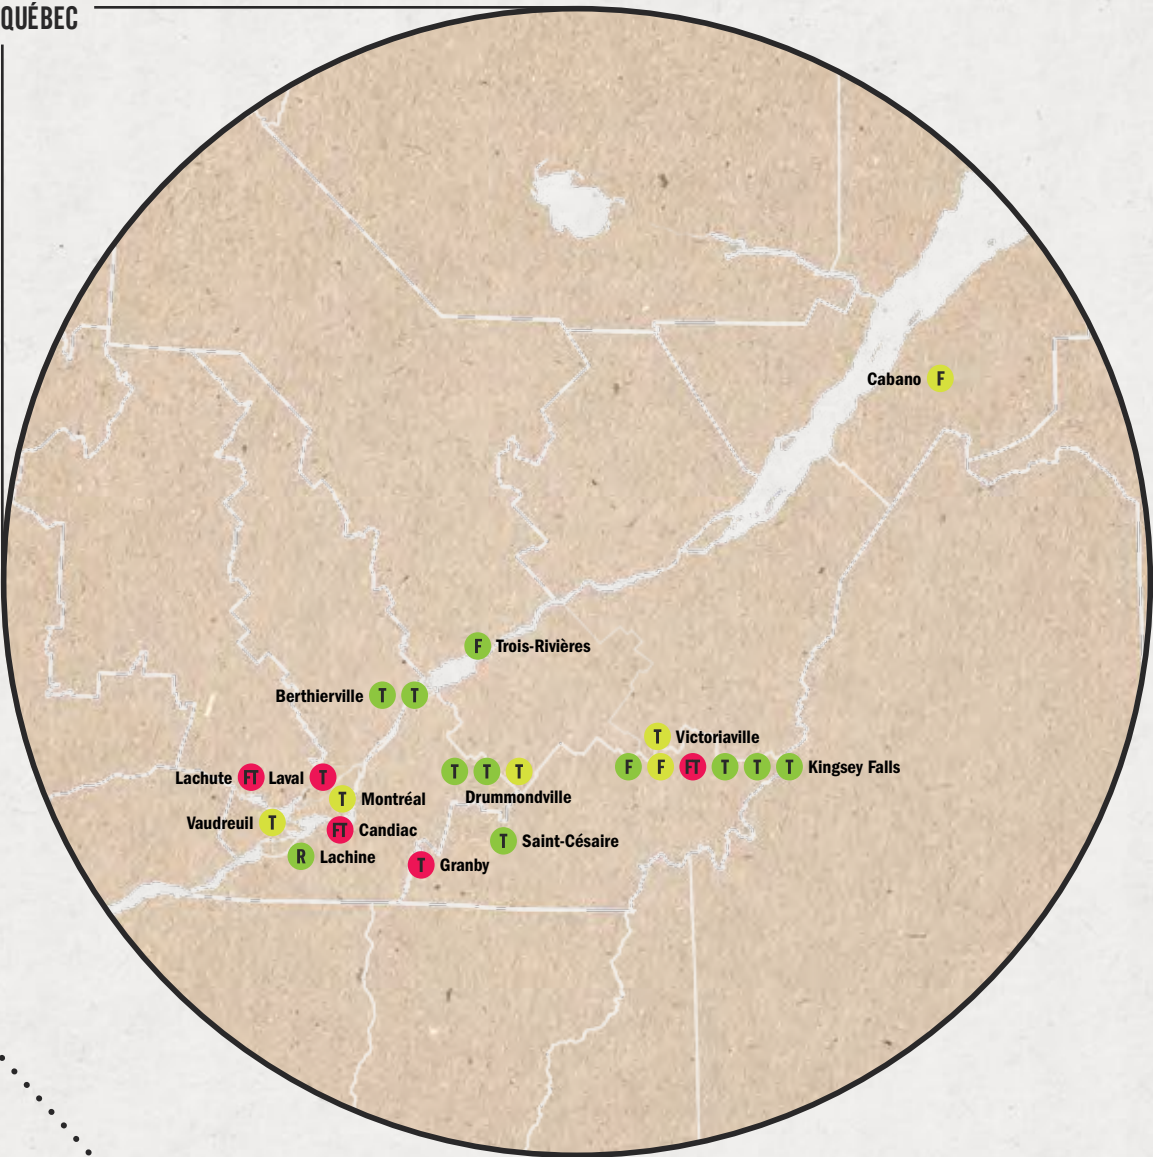 QUÉBEC
Cabano F
F Trois-Rivières
Berthierville T T
T Victoriaville
F F FT T T T Kingsey Falls
T T T
Drummondville
Lachute FT Laval T
T Montréal
Vaudreuil T
FT Candiac
T Saint-Césaire
R Lachine
T Granby